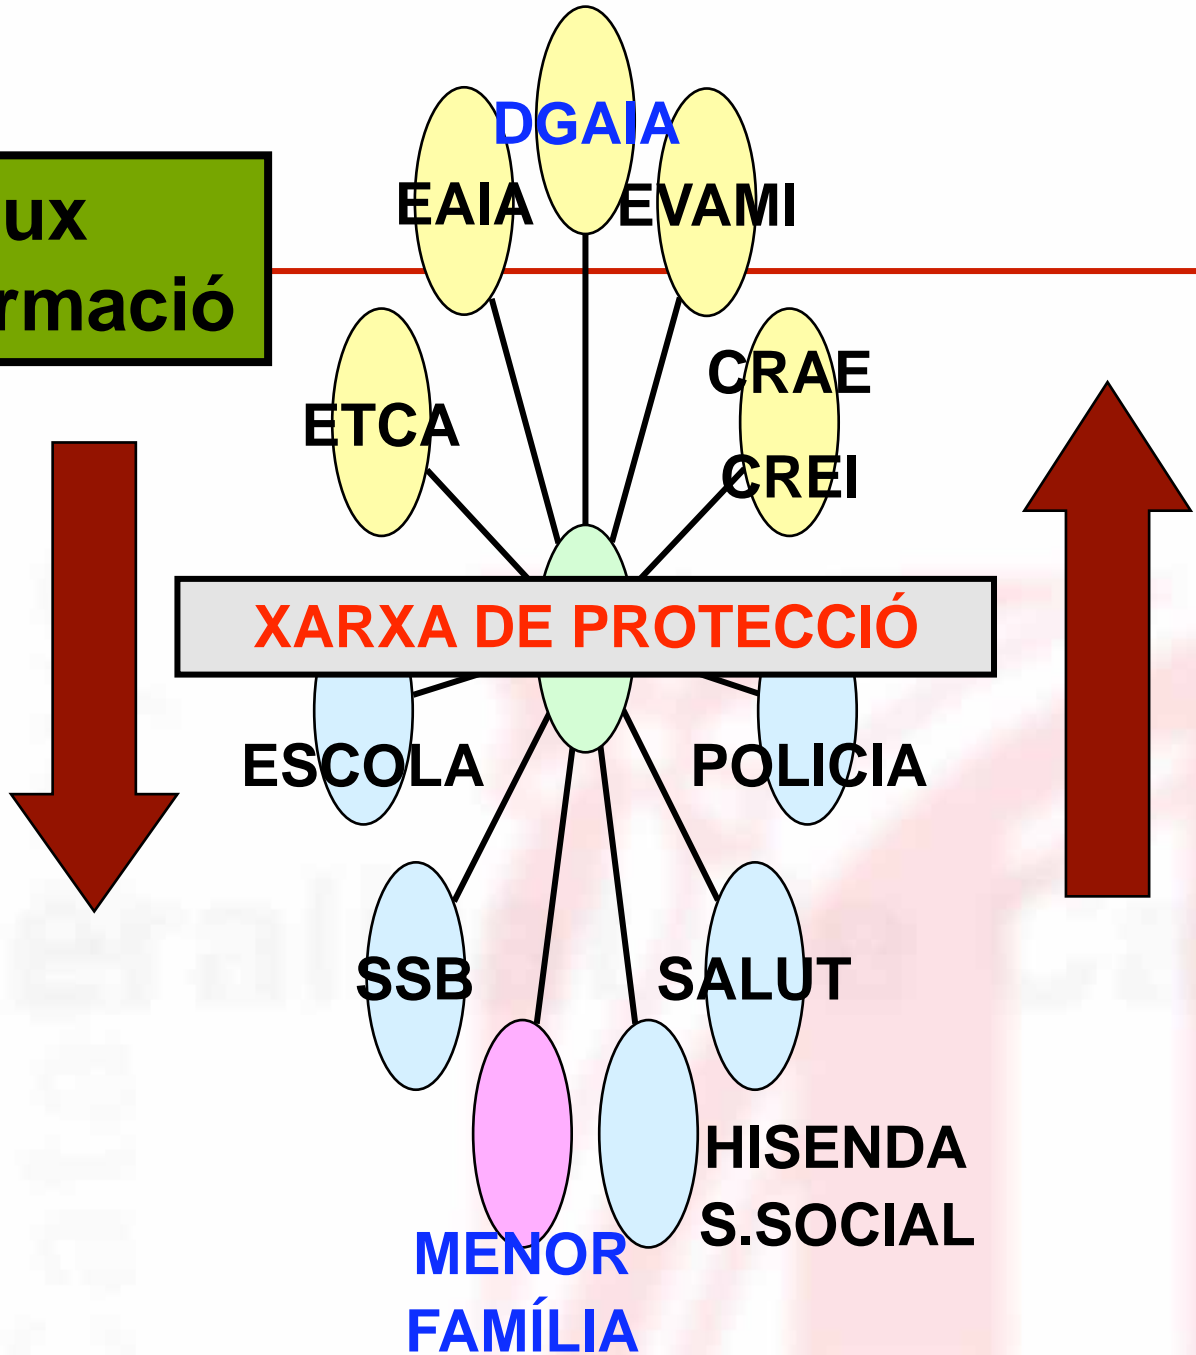 DGAIA
EAIA
EVAMI
ux
rmació
CRAE
ETCA
CREI
XARXA DE PROTECCIÓ
ESCOLA
POLICIA
SSB
SALUT
HISENDA
S.SOCIAL
MENOR
FAMÍLIA